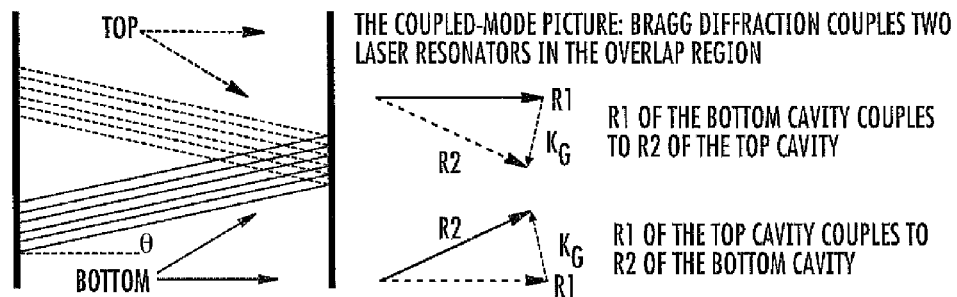 TOP
θ
BOTTOM
THE COUPLED-MODE PICTURE: BRAGG DIFFRACTION COUPLES TWO
LASER RESONATORS IN THE OVERLAP REGION
R1
KG
R2
R1 OF THE BOTTOM CAVITY COUPLES
TO R2 OF THE TOP CAVITY
R2
KG
R1
R1 OF THE TOP CAVITY COUPLES TO
R2 OF THE BOTTOM CAVITY